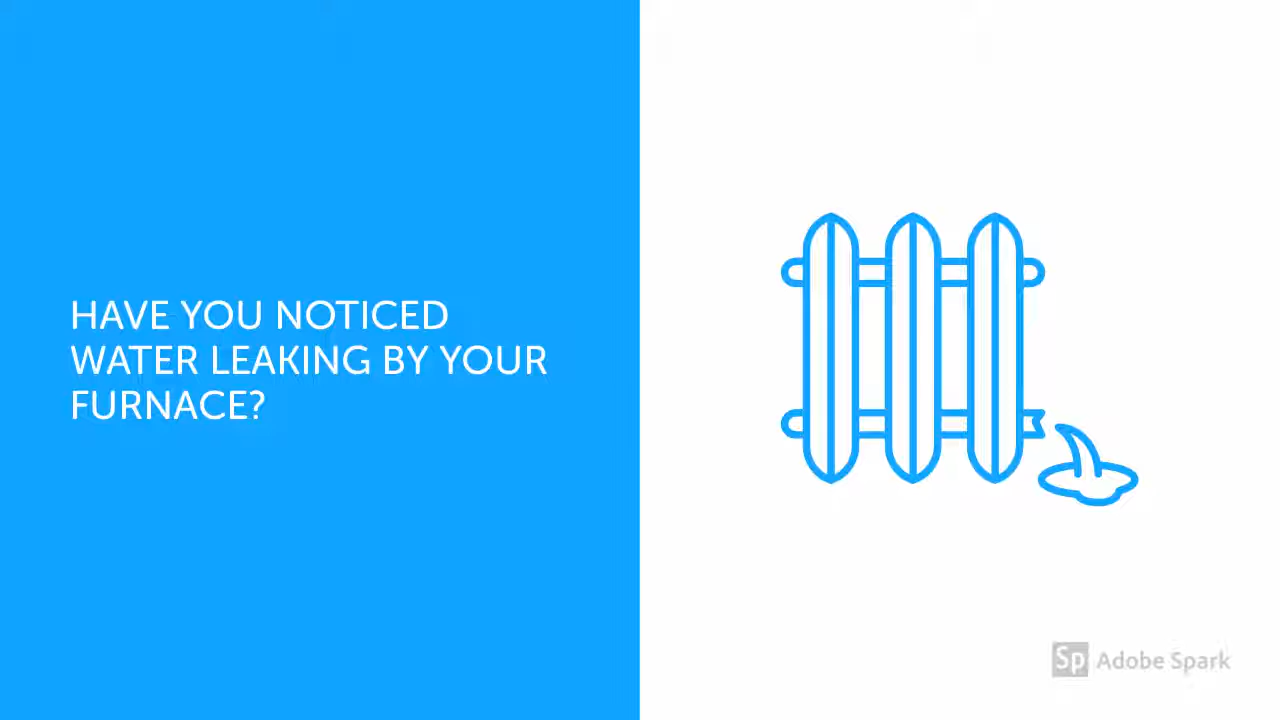 HAVE YOU NOTICED
WATER LEAKING BY YOUR
FURNACE?
Sp Adobe Spark